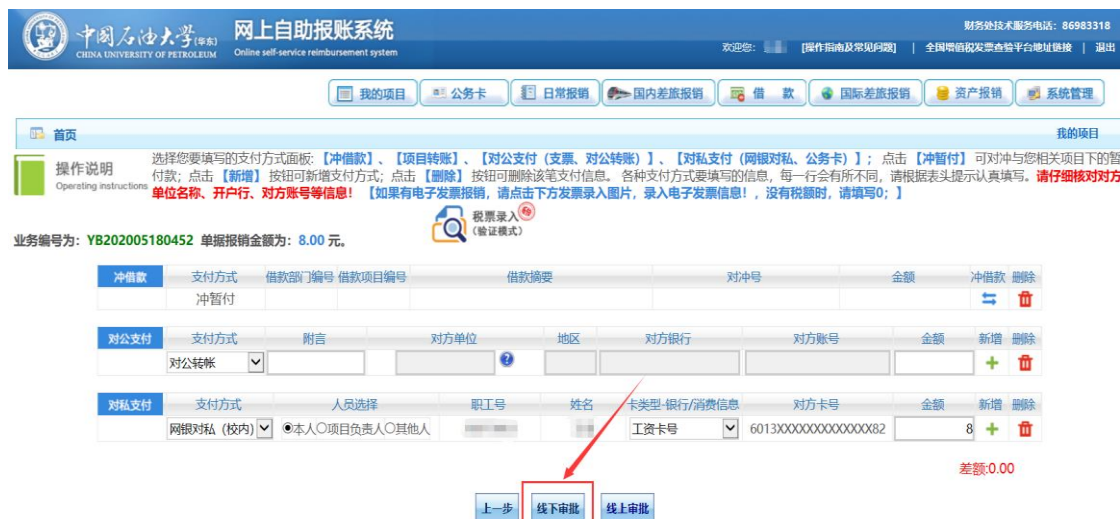 中国石油大学(华东)
CHINA UNIVERSITY OF PETROLEUM
网上自助报账系统
Online self-service reimbursement system
财务处技术服务电话：86983318
欢迎您： [操作指南及常见问题] | 全国增值税发票查验平台地址链接 | 退出
我的项目 公务卡 日常报销 国内差旅报销 借 款 国际差旅报销 资产报销 系统管理
首页 我的项目
操作说明
Operating instructions
选择您要填写的支付方式面板:【冲借款】、【项目转账】、【对公支付（支票、对公转账）】、【对私支付（网银对私、公务卡）】；点击【冲暂付】可对冲与您相关项目下的暂
付款；点击【新增】按钮可新增支付方式；点击【删除】按钮可删除该笔支付信息。 各种支付方式要填写的信息，每一行会有所不同，请根据表头提示认真填写。请仔细核对对方
单位名称、开户行、对方账号等信息！【如果有电子发票报销，请点击下方发票录入图片，录入电子发票信息！，没有税额时，请填写0；】
税票录入
(验证模式)
业务编号为：YB202005180452 单据报销金额为：8.00 元。
冲借款 支付方式 借款部门编号 借款项目编号 借款摘要 对冲号 金额 冲借款 删除
冲暂付
对公支付 支付方式 附言 对方单位 地区 对方银行 对方账号 金额 新增 删除
对公转帐
对私支付 支付方式 人员选择 职工号 姓名 卡类型-银行/消费信息 对方卡号 金额 新增 删除
网银对私（校内） 本人 项目负责人 其他人 工资卡号 6013XXXXXXXXXXXXXX82 8
差额:0.00
上一步 线下审批 线上审批